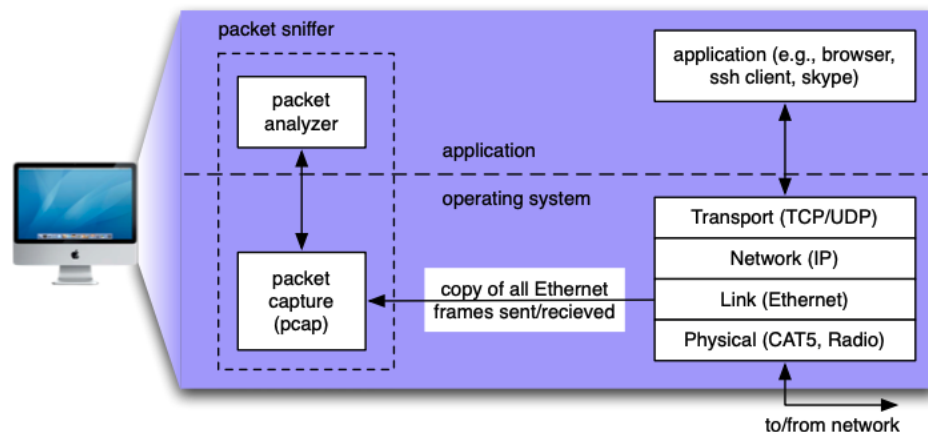 packet sniffer
packet
analyzer
application (e.g., browser,
ssh client, skype)
application
operating system
packet
capture
(pcap)
copy of all Ethernet
frames sent/recieved
Transport (TCP/UDP)
Network (IP)
Link (Ethernet)
Physical (CAT5, Radio)
to/from network